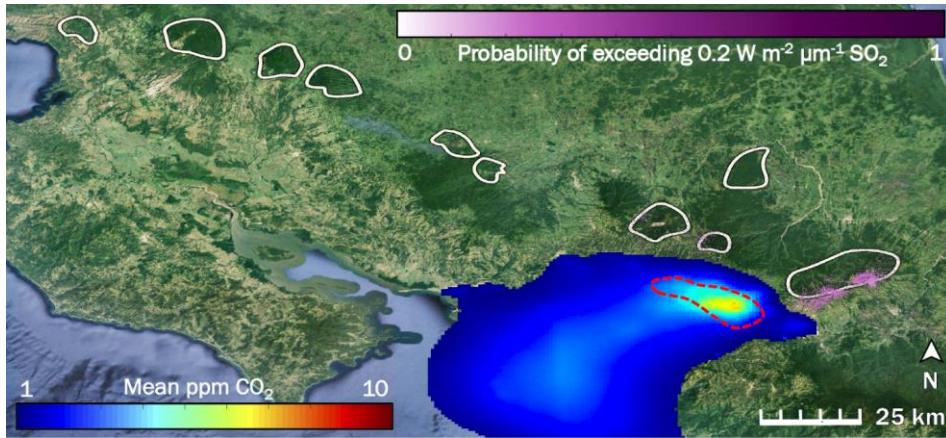 0 Probability of exceeding 0.2 W m⁻² μm⁻¹ SO₂ 1
1 Mean ppm CO₂ 10
N
25 km